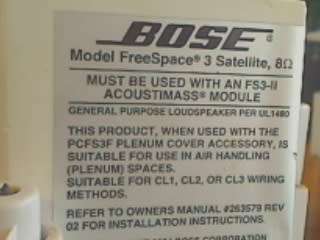 BOSE®
Model FreeSpace® 3 Satellite, 8Ω
MUST BE USED WITH AN FS3-II
ACOUSTIMASS® MODULE
GENERAL PURPOSE LOUDSPEAKER PER UL1480
THIS PRODUCT, WHEN USED WITH THE
PCFS3F PLENUM COVER ACCESSORY, IS
SUITABLE FOR USE IN AIR HANDLING
(PLENUM) SPACES.
SUITABLE FOR CL1, CL2, OR CL3 WIRING
METHODS.
REFER TO OWNERS MANUAL #263579 REV
02 FOR INSTALLATION INSTRUCTIONS.
BOSE CORPORATION